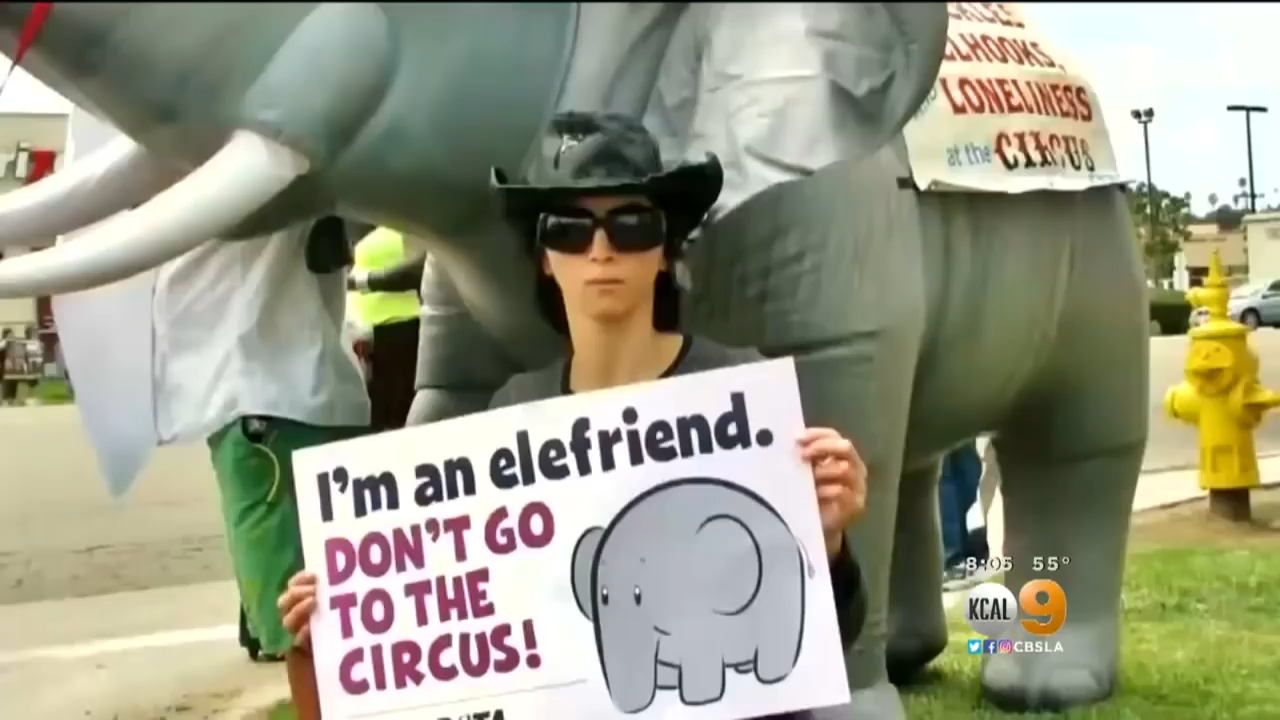 LONELINESS
at the CIRCUS
I'm an elefriend.
DON'T GO
TO THE
CIRCUS!
8:05 55°
KCAL 9
CBSLA